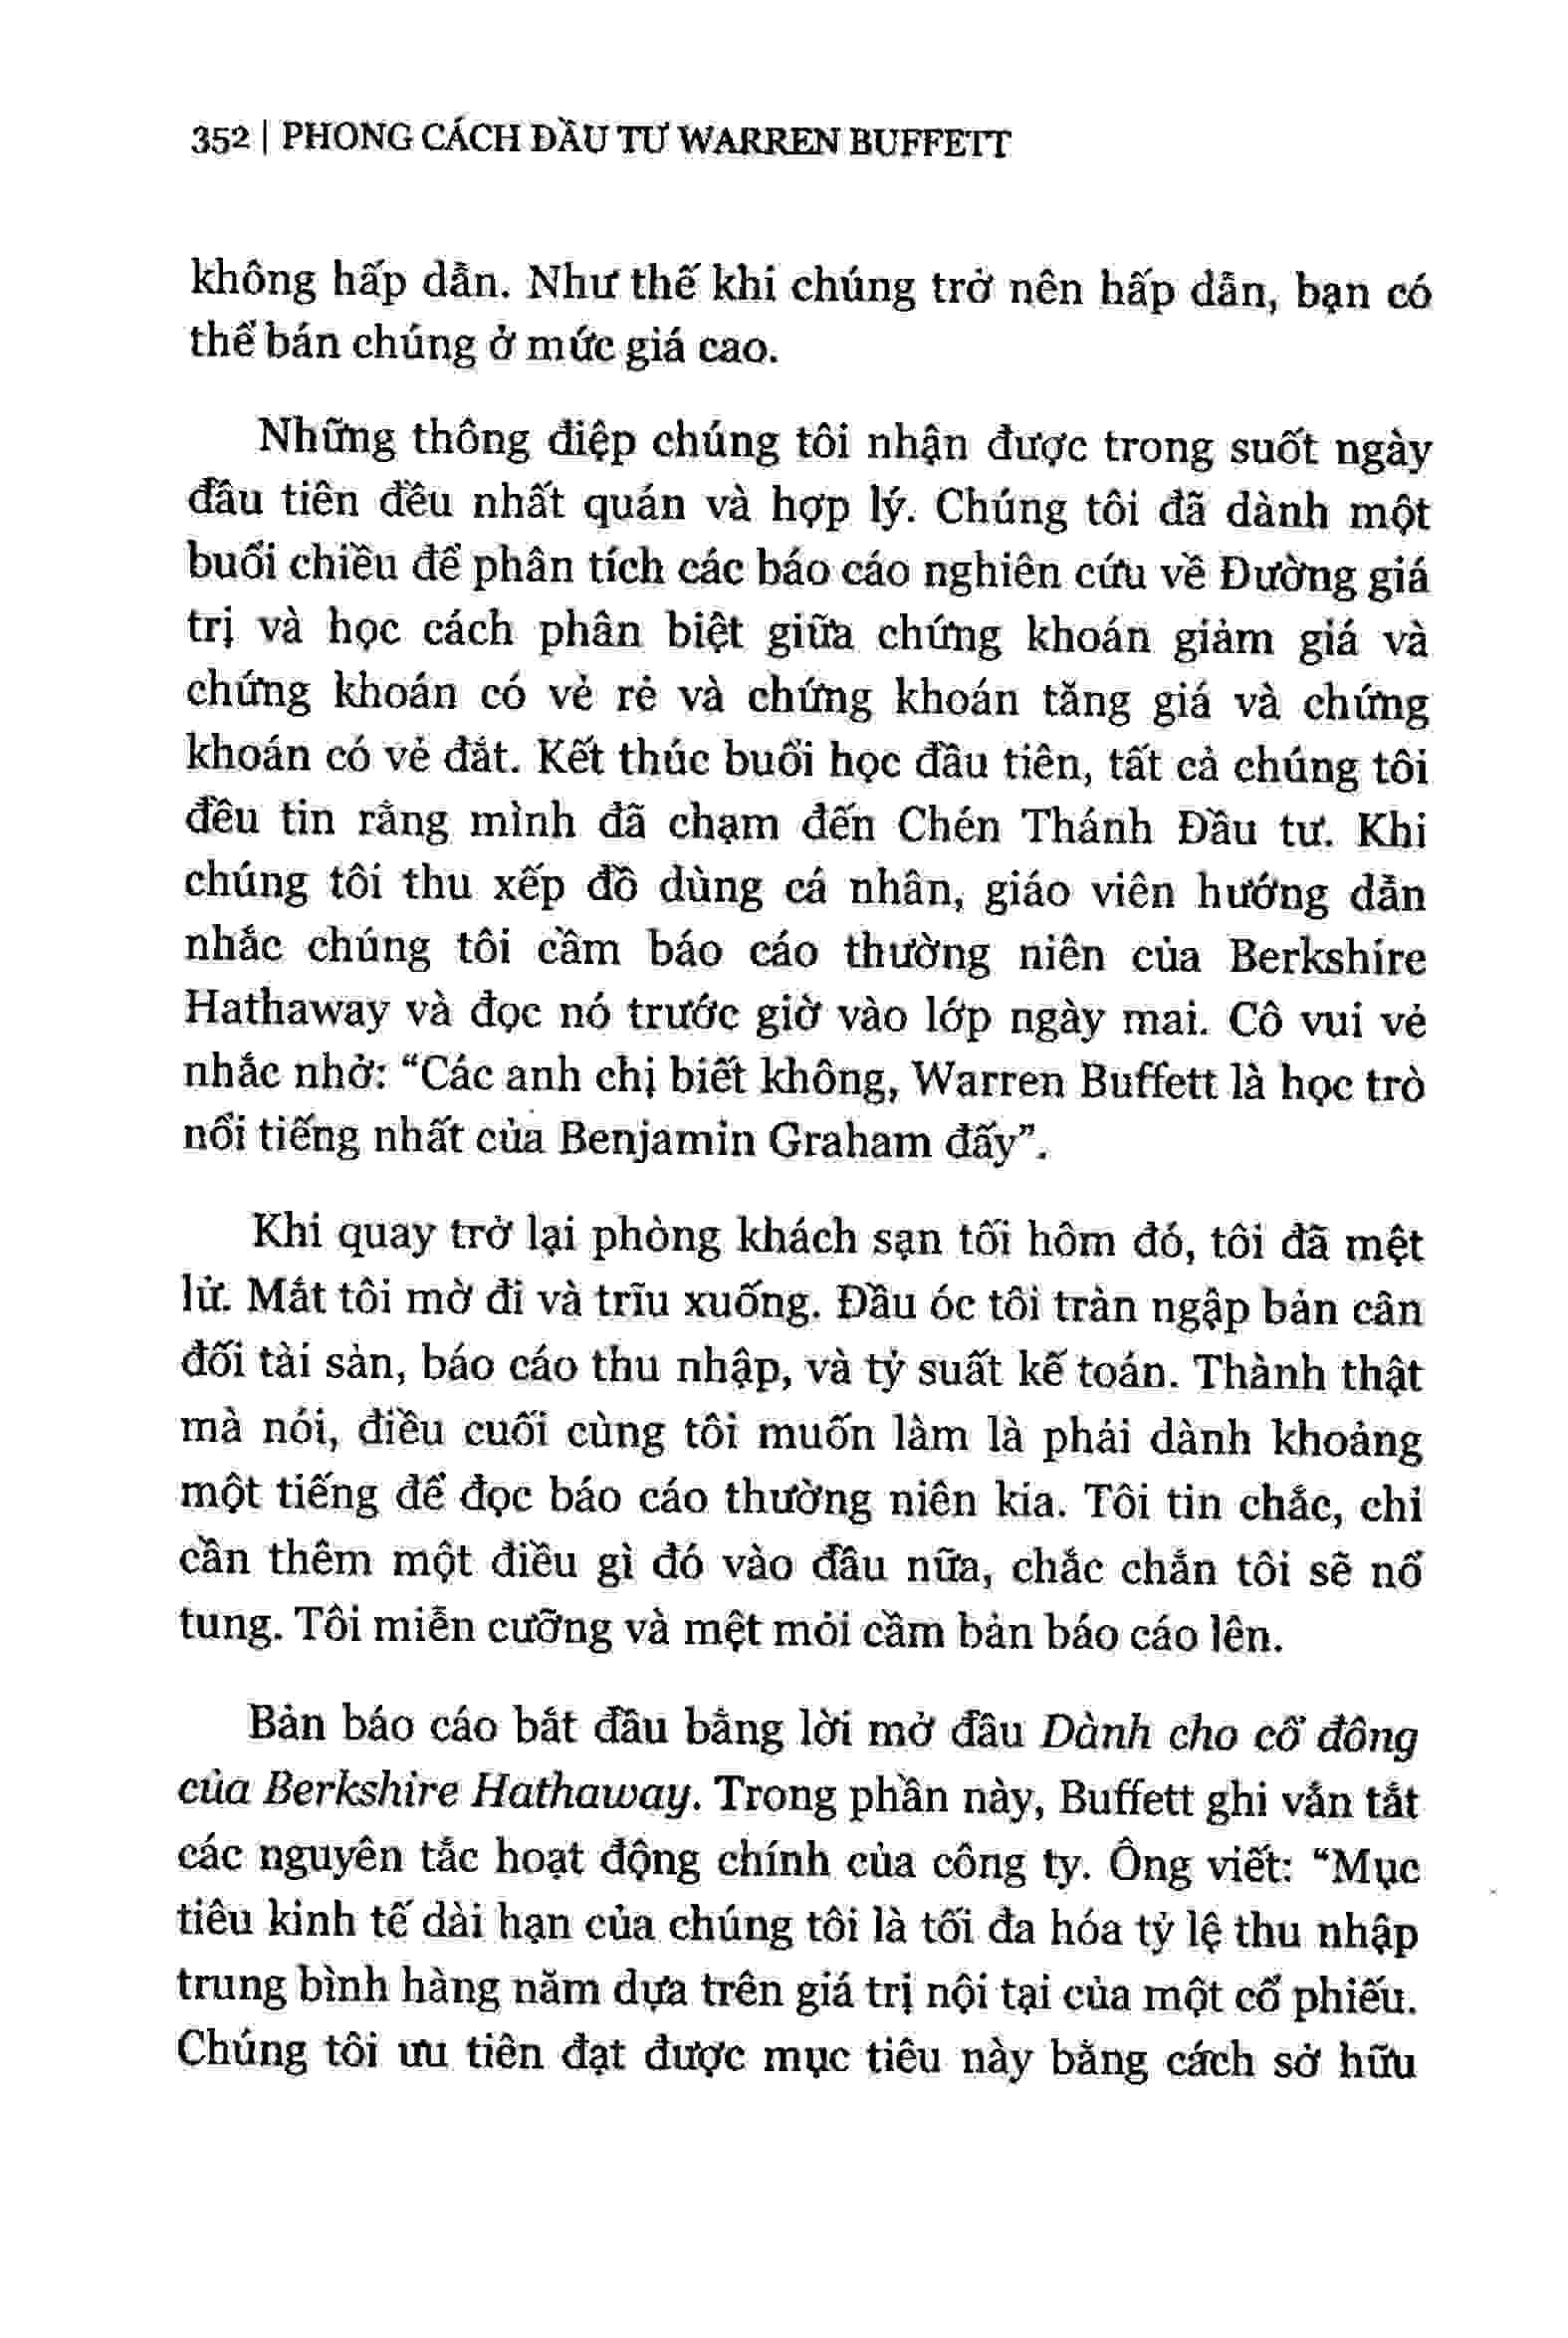 352 | PHONG CÁCH ĐẦU TƯ WARREN BUFFETT
không hấp dẫn. Như thế khi chúng trở nên hấp dẫn, bạn có
thể bán chúng ở mức giá cao.
Những thông điệp chúng tôi nhận được trong suốt ngày
đầu tiên đều nhất quán và hợp lý. Chúng tôi đã dành một
buổi chiều để phân tích các báo cáo nghiên cứu về Đường giá
trị và học cách phân biệt giữa chứng khoán giảm giá và
chứng khoán có vẻ rẻ và chứng khoán tăng giá và chứng
khoán có vẻ đắt. Kết thúc buổi học đầu tiên, tất cả chúng tôi
đều tin rằng mình đã chạm đến Chén Thánh Đầu tư. Khi
chúng tôi thu xếp đồ dùng cá nhân, giáo viên hướng dẫn
nhắc chúng tôi cầm báo cáo thường niên của Berkshire
Hathaway và đọc nó trước giờ vào lớp ngày mai. Cô vui vẻ
nhắc nhở: “Các anh chị biết không, Warren Buffett là học trò
nổi tiếng nhất của Benjamin Graham đấy”.
Khi quay trở lại phòng khách sạn tối hôm đó, tôi đã mệt
lử. Mắt tôi mờ đi và trĩu xuống. Đầu óc tôi tràn ngập bản cân
đối tài sản, báo cáo thu nhập, và tỷ suất kế toán. Thành thật
mà nói, điều cuối cùng tôi muốn làm là phải dành khoảng
một tiếng để đọc báo cáo thường niên kia. Tôi tin chắc, chỉ
cần thêm một điều gì đó vào đầu nữa, chắc chắn tôi sẽ nổ
tung. Tôi miễn cưỡng và mệt mỏi cầm bản báo cáo lên.
Bản báo cáo bắt đầu bằng lời mở đầu Dành cho cổ đông
của Berkshire Hathaway. Trong phần này, Buffett ghi vắn tắt
các nguyên tắc hoạt động chính của công ty. Ông viết: “Mục
tiêu kinh tế dài hạn của chúng tôi là tối đa hóa tỷ lệ thu nhập
trung bình hàng năm dựa trên giá trị nội tại của một cổ phiếu.
Chúng tôi ưu tiên đạt được mục tiêu này bằng cách sở hữu